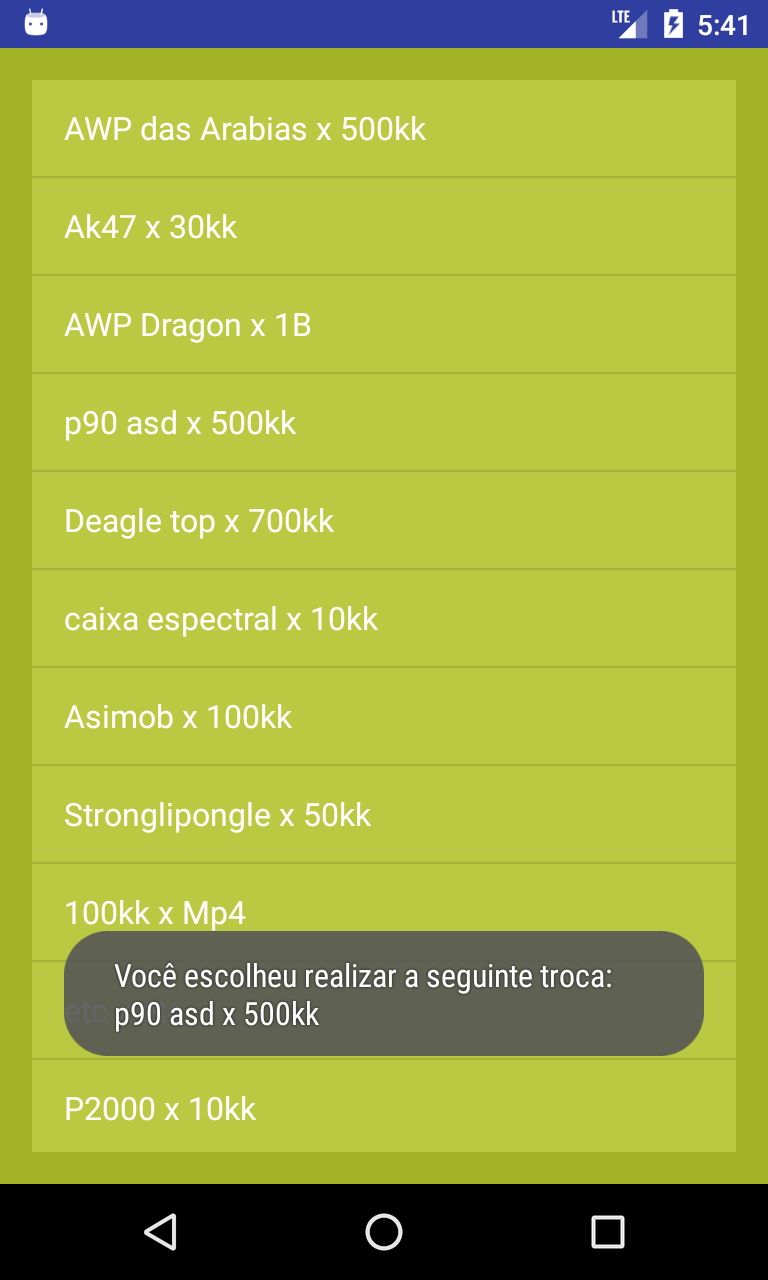 LTE 5:41
AWP das Arabias x 500kk
Ak47 x 30kk
AWP Dragon x 1B
p90 asd x 500kk
Deagle top x 700kk
caixa espectral x 10kk
Asimob x 100kk
Stronglipongle x 50kk
100kk x Mp4
Você escolheu realizar a seguinte troca:
etc
p90 asd x 500kk
P2000 x 10kk